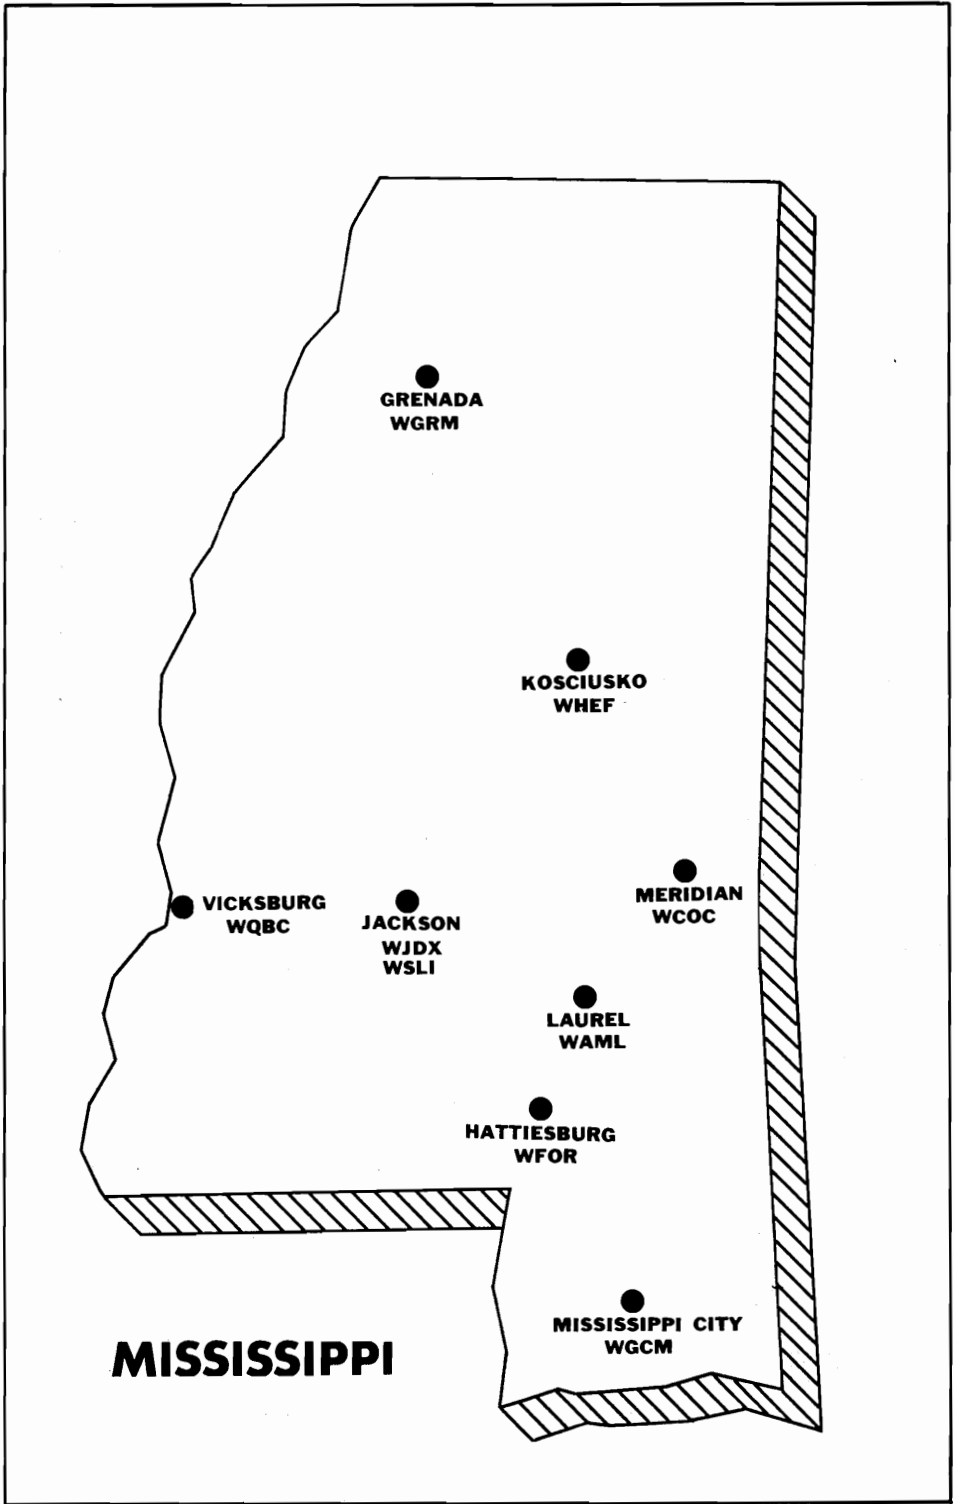 GRENADA
WGRM
KOSCIUSKO
WHEF
MERIDIAN
WCOC
VICKSBURG
WQBC
JACKSON
WJDX
WSLI
LAUREL
WAML
HATTIESBURG
WFOR
MISSISSIPPI CITY
WGCM
MISSISSIPPI